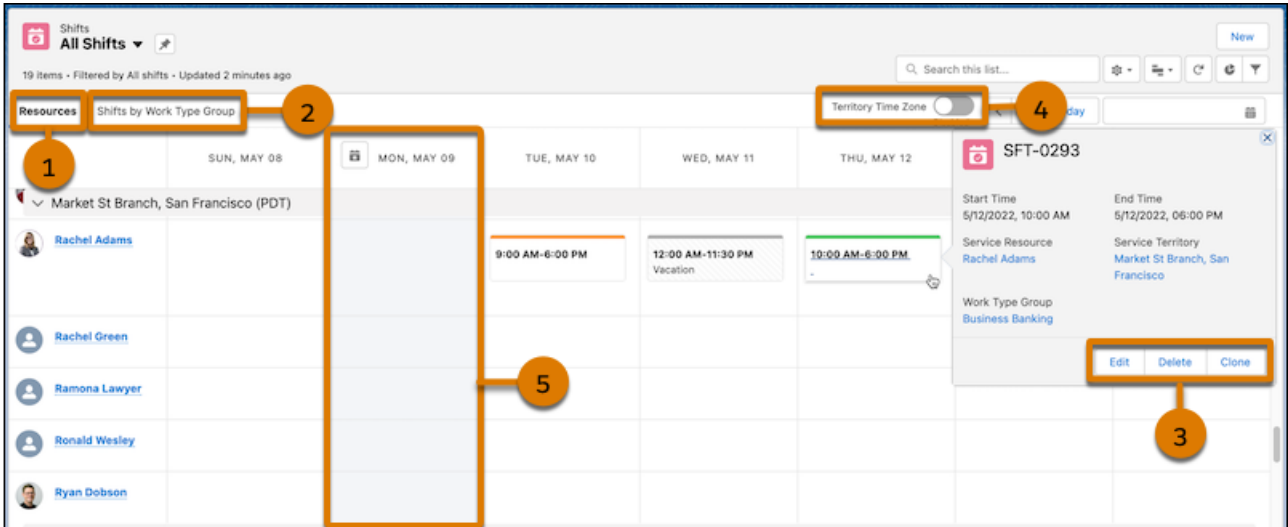 Shifts
All Shifts
New
19 items • Filtered by All shifts • Updated 2 minutes ago
Search this list...
Resources
Shifts by Work Type Group
2
Territory Time Zone
4
day
1
SUN, MAY 08
MON, MAY 09
TUE, MAY 10
WED, MAY 11
THU, MAY 12
SFT-0293
Market St Branch, San Francisco (PDT)
Start Time
End Time
5/12/2022, 10:00 AM
5/12/2022, 06:00 PM
Rachel Adams
9:00 AM-6:00 PM
12:00 AM-11:30 PM
Vacation
10:00 AM-6:00 PM
-
Service Resource
Service Territory
Rachel Adams
Market St Branch, San
Francisco
Work Type Group
Business Banking
Rachel Green
Edit
Delete
Clone
Ramona Lawyer
5
3
Ronald Wesley
Ryan Dobson